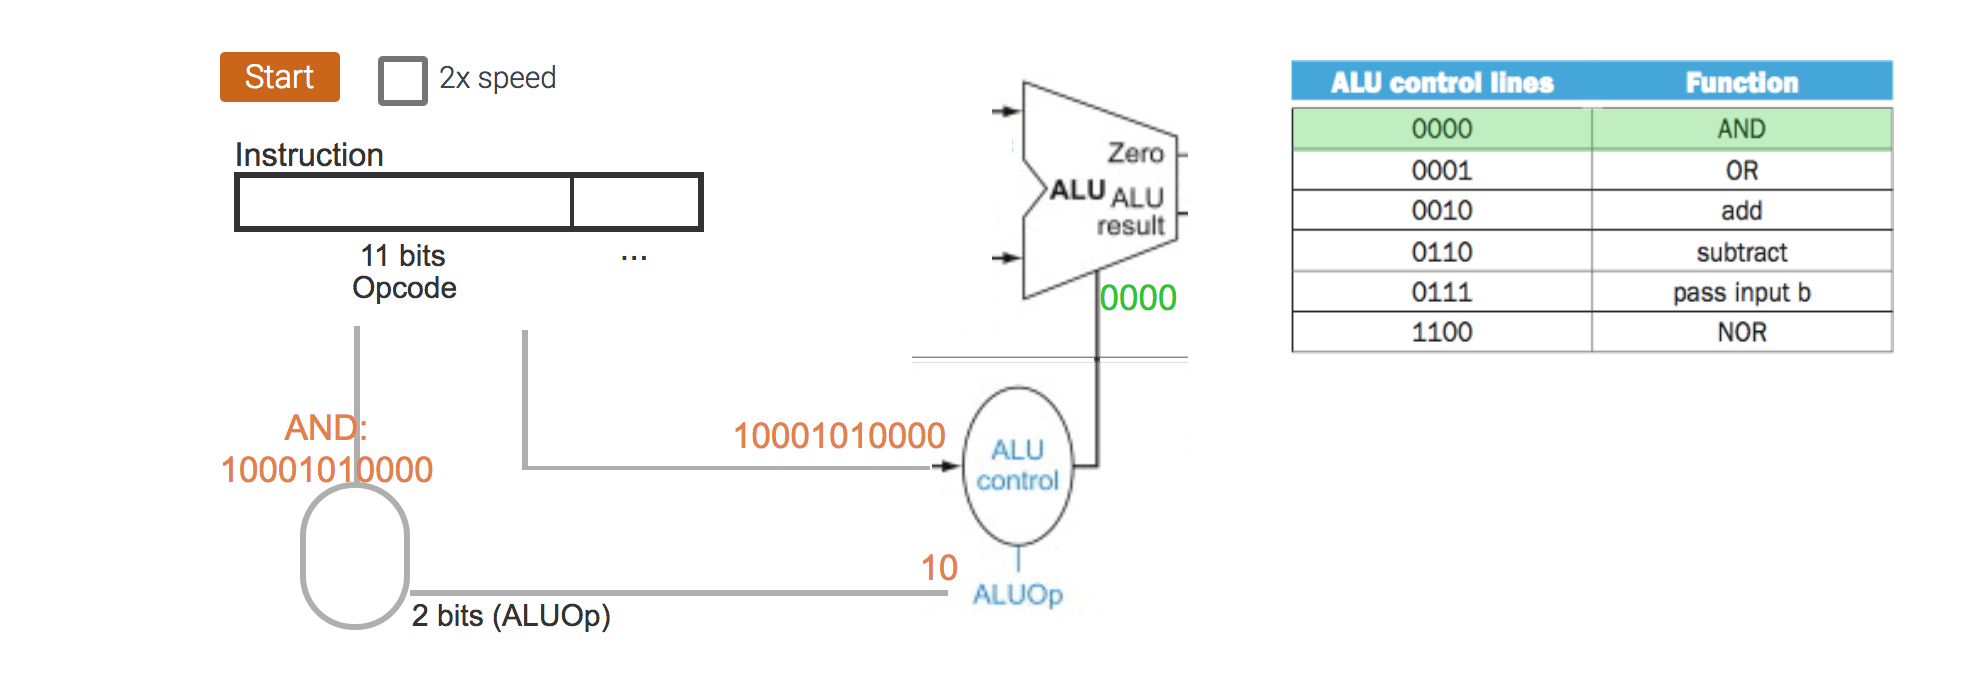 Start
2x speed
Instruction
11 bits
Opcode
...
AND:
10001010000
10001010000
10
2 bits (ALUOp)
Zero
ALU ALU
result
0000
ALU
control
ALUOp
ALU control lines Function
0000 AND
0001 OR
0010 add
0110 subtract
0111 pass input b
1100 NOR